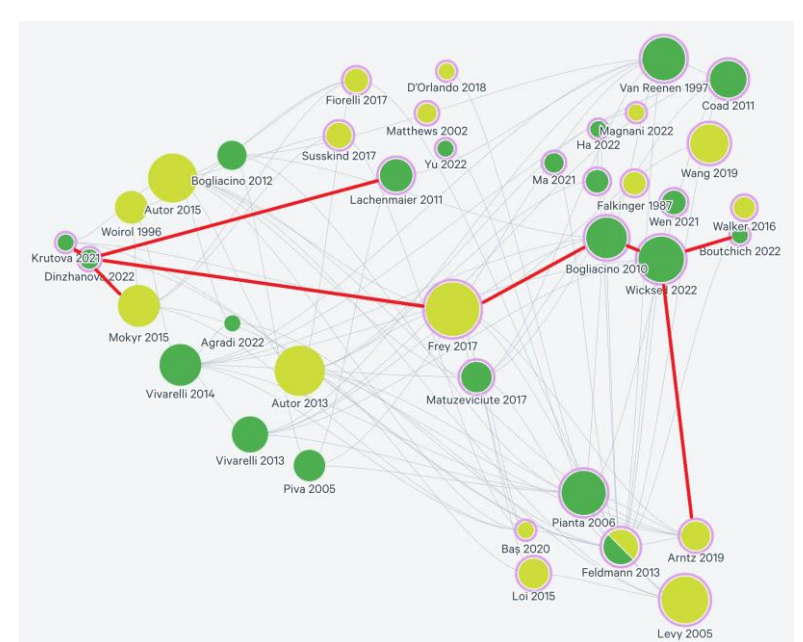 Van Reenen 1997
D'Orlando 2018
Fiorelli 2017
Coad 2011
Matthews 2002
Magnani 2022
Ha 2022
Susskind 2017
Yu 2022
Wang 2019
Bogliacino 2012
Ma 2021
Lachenmaier 2011
Autor 2015
Falkinger 1987
Wen 2021
Walker 2016
Woirol 1996
Boutchich 2022
Krutova 2021
Bogliacino 2010
Dinzhanova 2022
Wicksell 2022
Mokyr 2015
Agradi 2022
Frey 2017
Vivarelli 2014
Autor 2013
Matuzeviciute 2017
Vivarelli 2013
Piva 2005
Pianta 2006
Baş 2020
Arntz 2019
Feldmann 2013
Loi 2015
Levy 2005